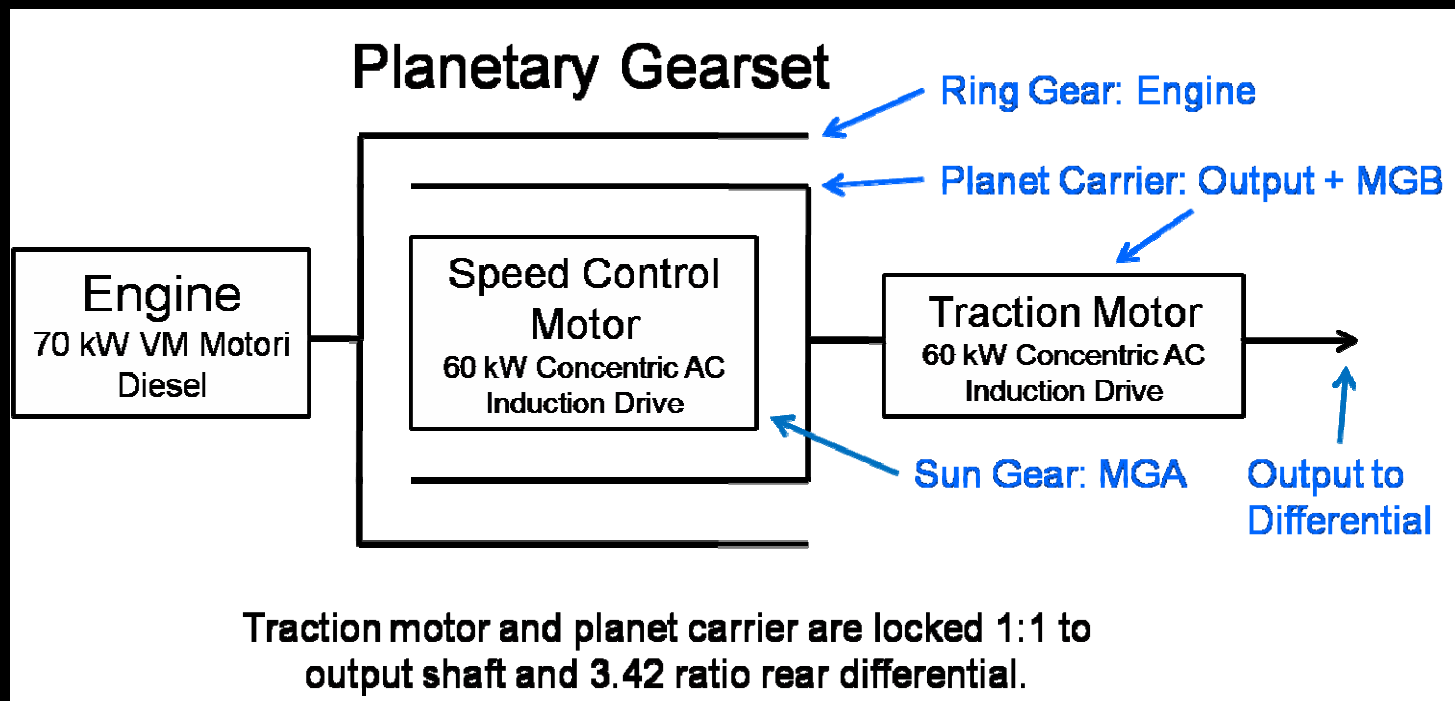 Planetary Gearset
Ring Gear: Engine
Planet Carrier: Output + MGB
Engine
70 kW VM Motori
Diesel
Speed Control
Motor
60 kW Concentric AC
Induction Drive
Traction Motor
60 kW Concentric AC
Induction Drive
Sun Gear: MGA
Output to
Differential
Traction motor and planet carrier are locked 1:1 to
output shaft and 3.42 ratio rear differential.